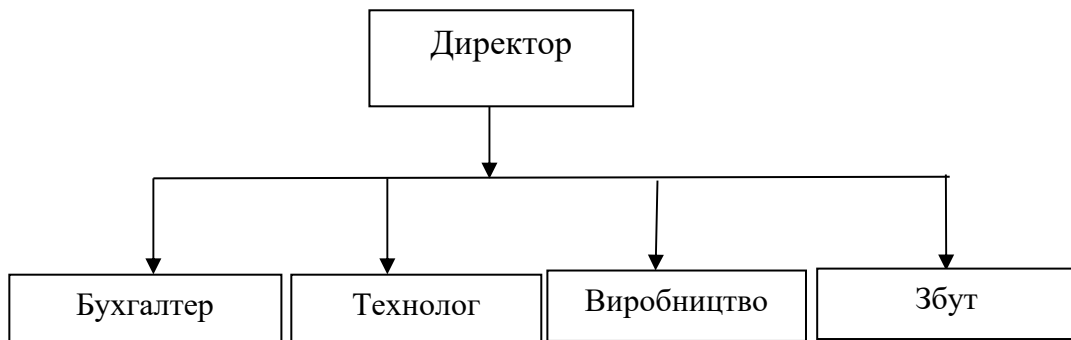 Директор
Бухгалтер
Технолог
Виробництво
Збут